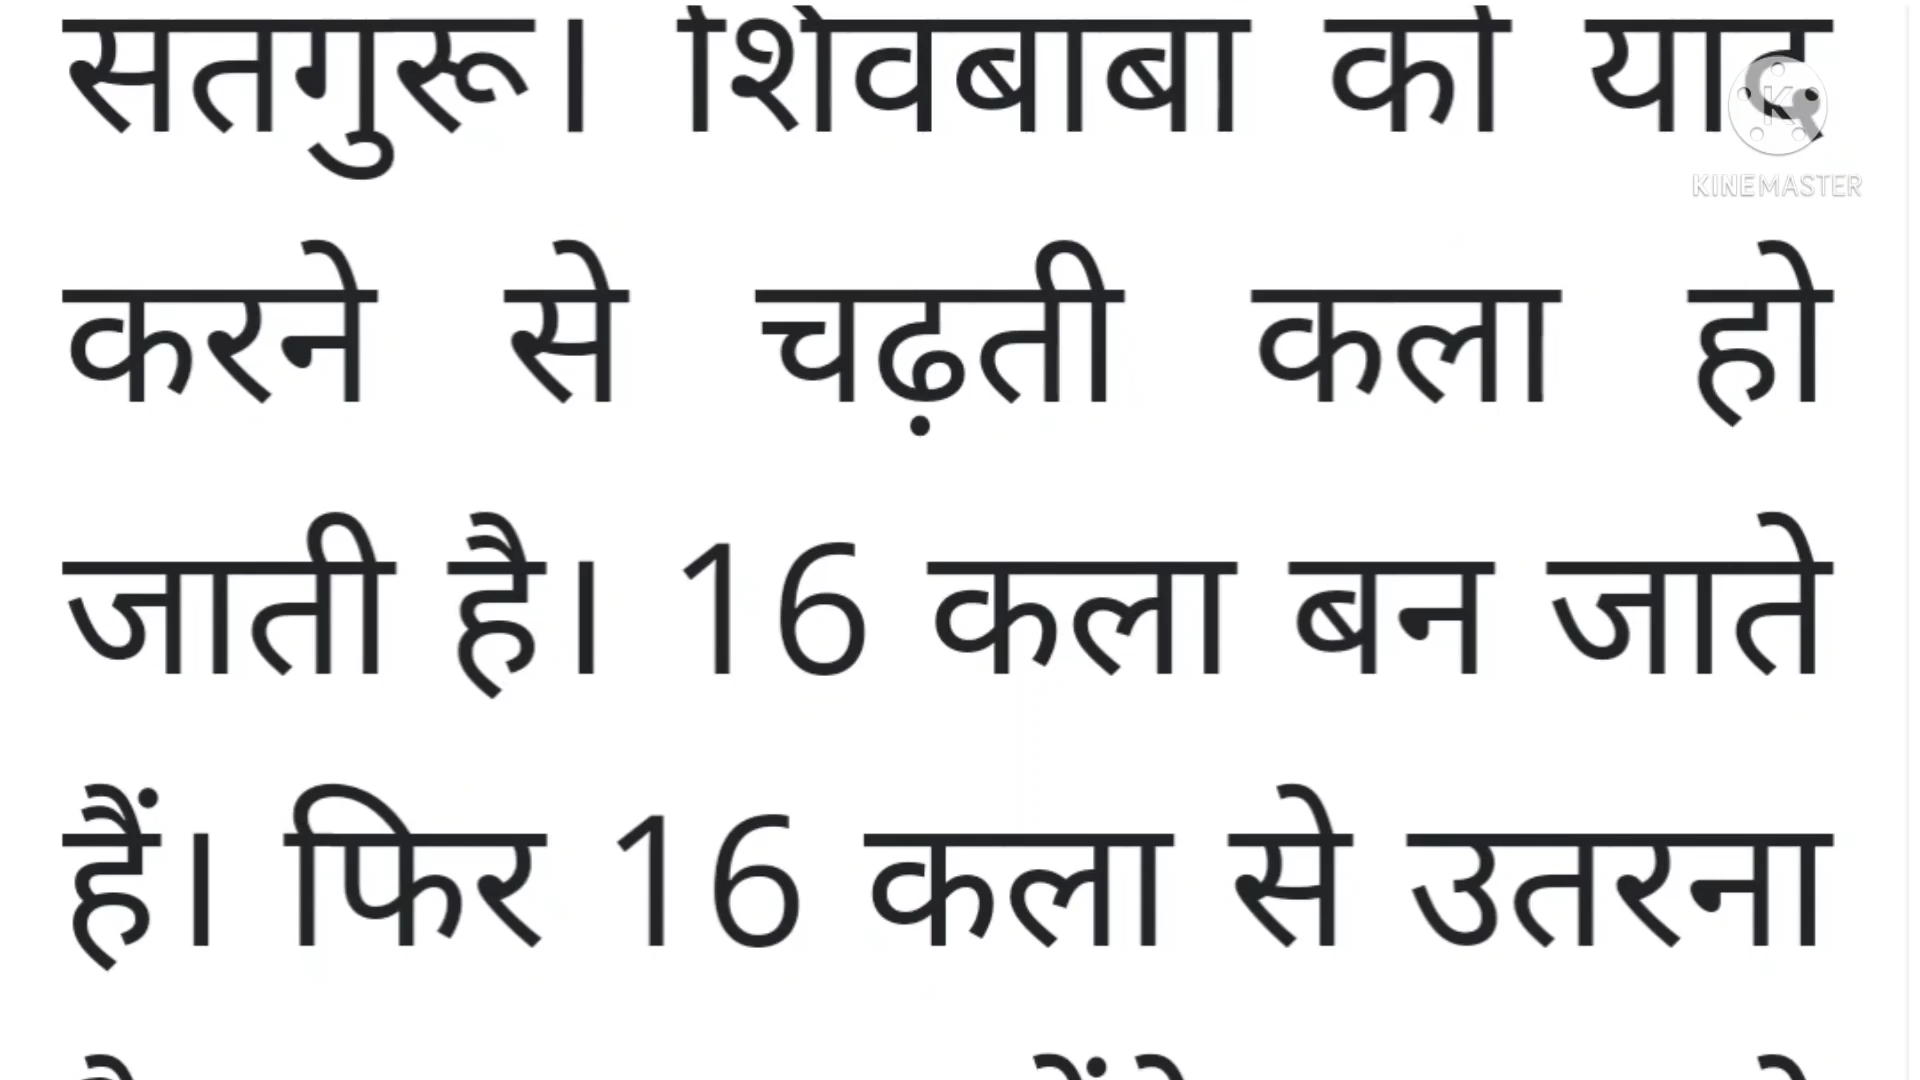 सतगुरू। शिवबाबा को याद
KINEMASTER
करने से चढ़ती कला हो
जाती है। 16 कला बन जाते
हैं। फिर 16 कला से उतरना